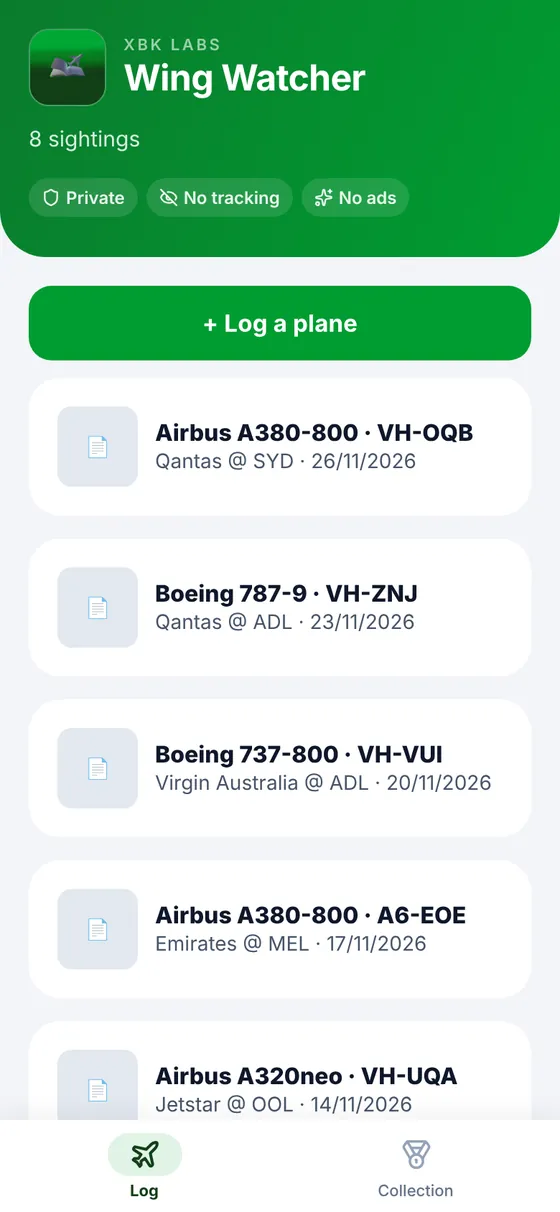 XBK LABS
Wing Watcher
8 sightings
Private
No tracking
No ads
+ Log a plane
Airbus A380-800 · VH-OQB
Qantas @ SYD · 26/11/2026
Boeing 787-9 · VH-ZNJ
Qantas @ ADL · 23/11/2026
Boeing 737-800 · VH-VUI
Virgin Australia @ ADL · 20/11/2026
Airbus A380-800 · A6-EOE
Emirates @ MEL · 17/11/2026
Airbus A320neo · VH-UQA
Jetstar @ OOL · 14/11/2026
Log
Collection